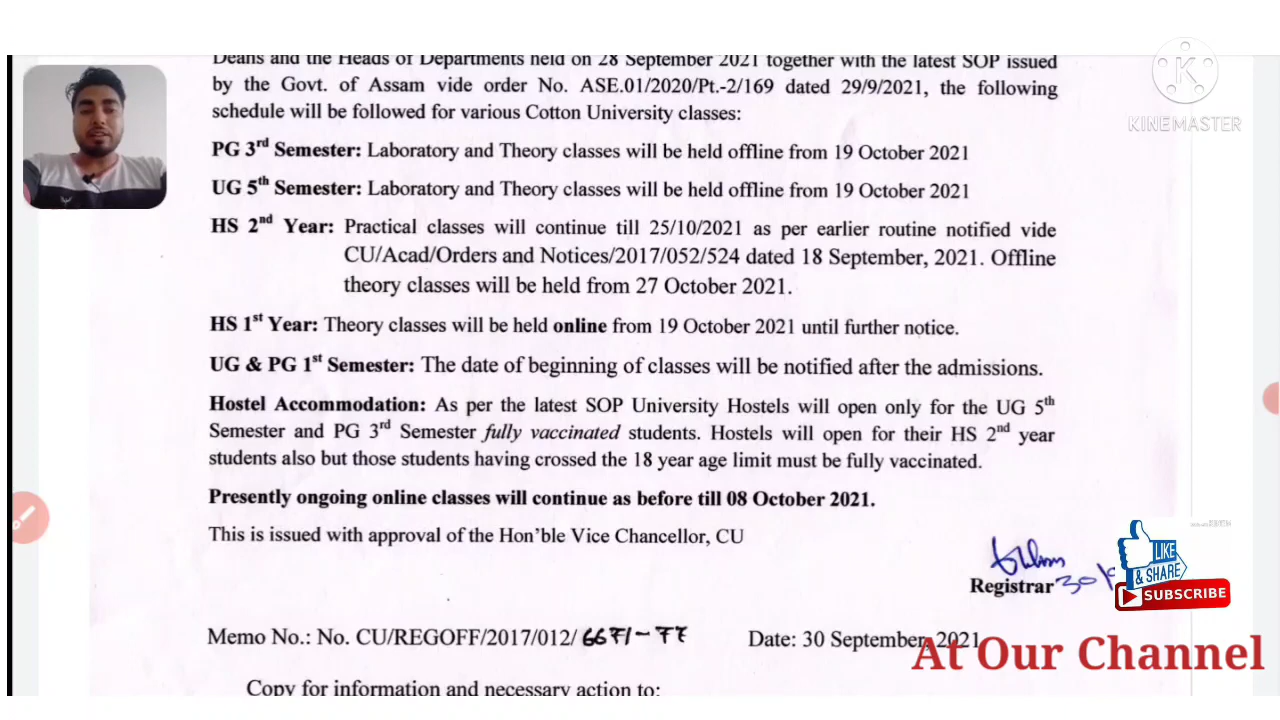 Deans and the Heads of Departments held on 28 September 2021 together with the latest SOP issued
by the Govt. of Assam vide order No. ASE.01/2020/Pt.-2/169 dated 29/9/2021, the following
schedule will be followed for various Cotton University classes:
PG 3rd Semester: Laboratory and Theory classes will be held offline from 19 October 2021
UG 5th Semester: Laboratory and Theory classes will be held offline from 19 October 2021
HS 2nd Year: Practical classes will continue till 25/10/2021 as per earlier routine notified vide
CU/Acad/Orders and Notices/2017/052/524 dated 18 September, 2021. Offline
theory classes will be held from 27 October 2021.
HS 1st Year: Theory classes will be held online from 19 October 2021 until further notice.
UG & PG 1st Semester: The date of beginning of classes will be notified after the admissions.
Hostel Accommodation: As per the latest SOP University Hostels will open only for the UG 5th
Semester and PG 3rd Semester fully vaccinated students. Hostels will open for their HS 2nd year
students also but those students having crossed the 18 year age limit must be fully vaccinated.
Presently ongoing online classes will continue as before till 08 October 2021.
This is issued with approval of the Hon'ble Vice Chancellor, CU
Registrar 30/9
Memo No.: No. CU/REGOFF/2017/012/
Date: 30 September, 2021
Copy for information and necessary action to:
KINEMASTER
LIKE
& SHARE
SUBSCRIBE
At Our Channel